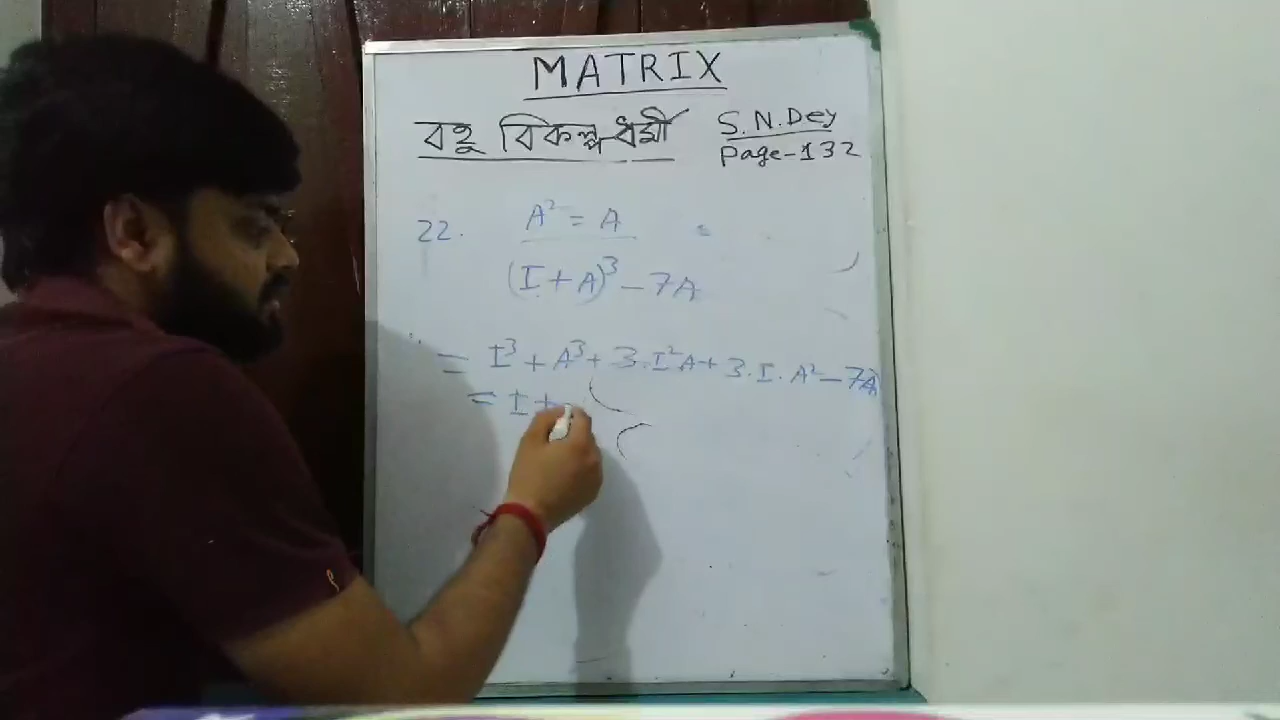 MATRIX
বহু বিকল্পধর্মী
S.N.Dey
Page-132
22. A² = A
(I + A)³ - 7A
= I³ + A³ + 3.I²A + 3.I.A² - 7A
= I +